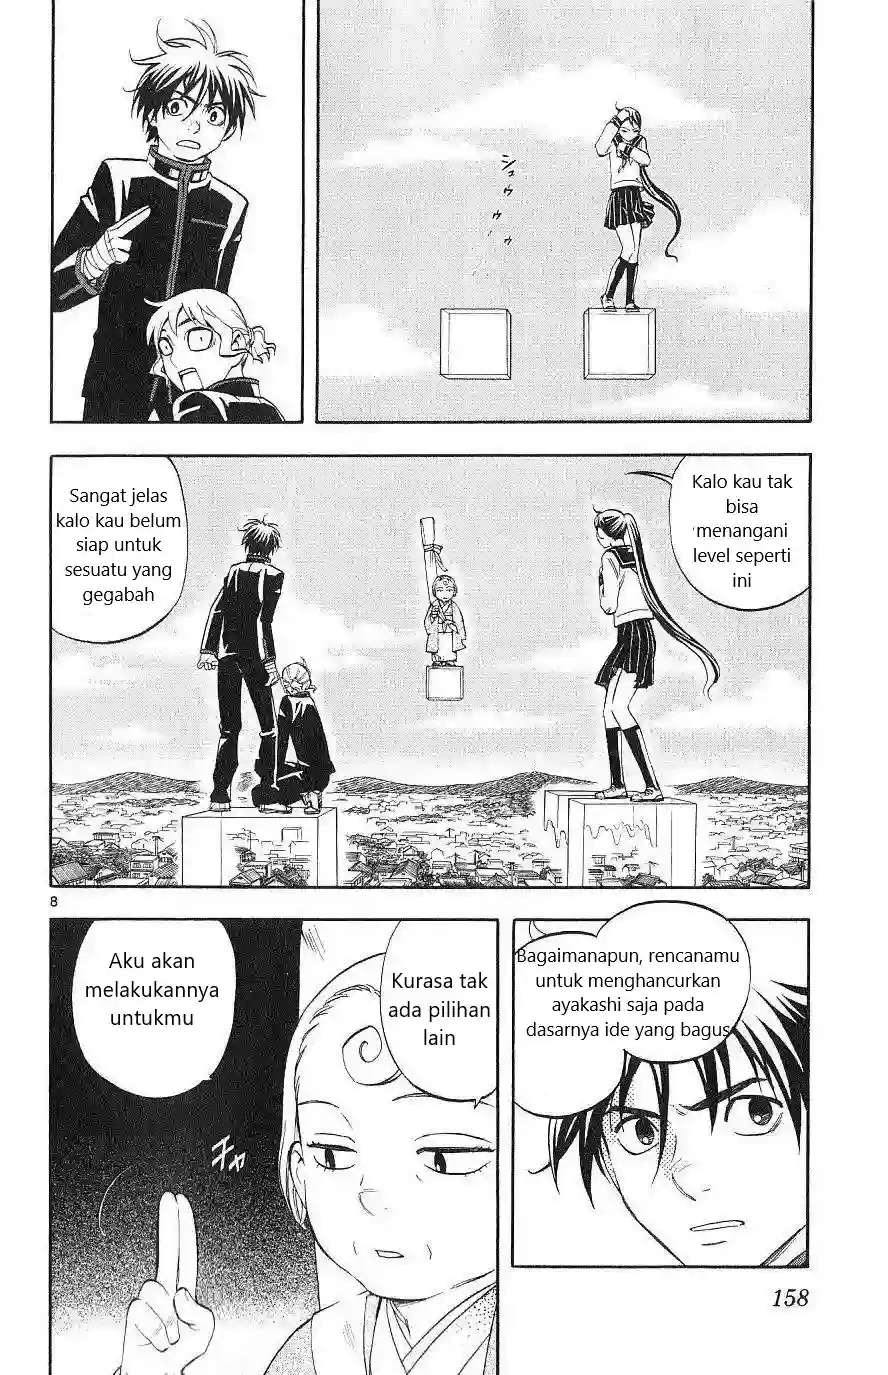 シュゥゥゥ
Kalo kau tak
bisa
menangani
level seperti
ini
Sangat jelas
kalo kau belum
siap untuk
sesuatu yang
gegabah
8
Bagaimanapun, rencanamu
untuk menghancurkan
ayakashi saja pada
dasarnya ide yang bagus
Kurasa tak
ada pilihan
lain
Aku akan
melakukannya
untukmu
チャ
158